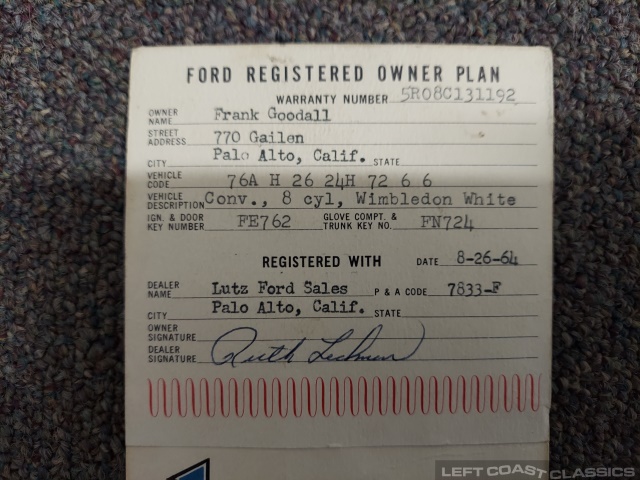 FORD REGISTERED OWNER PLAN
WARRANTY NUMBER 5R08C131192
OWNER NAME Frank Goodall
STREET ADDRESS 770 Gailen
CITY Palo Alto, Calif. STATE
VEHICLE CODE 76A H 26 24H 72 6 6
VEHICLE DESCRIPTION Conv., 8 cyl, Wimbledon White
IGN. & DOOR KEY NUMBER FE762 GLOVE COMPT. & TRUNK KEY NO. FN724
REGISTERED WITH DATE 8-26-64
DEALER NAME Lutz Ford Sales P & A CODE 7833-F
CITY Palo Alto, Calif. STATE
OWNER SIGNATURE
DEALER SIGNATURE Ruth
LEFT COAST CLASSICS